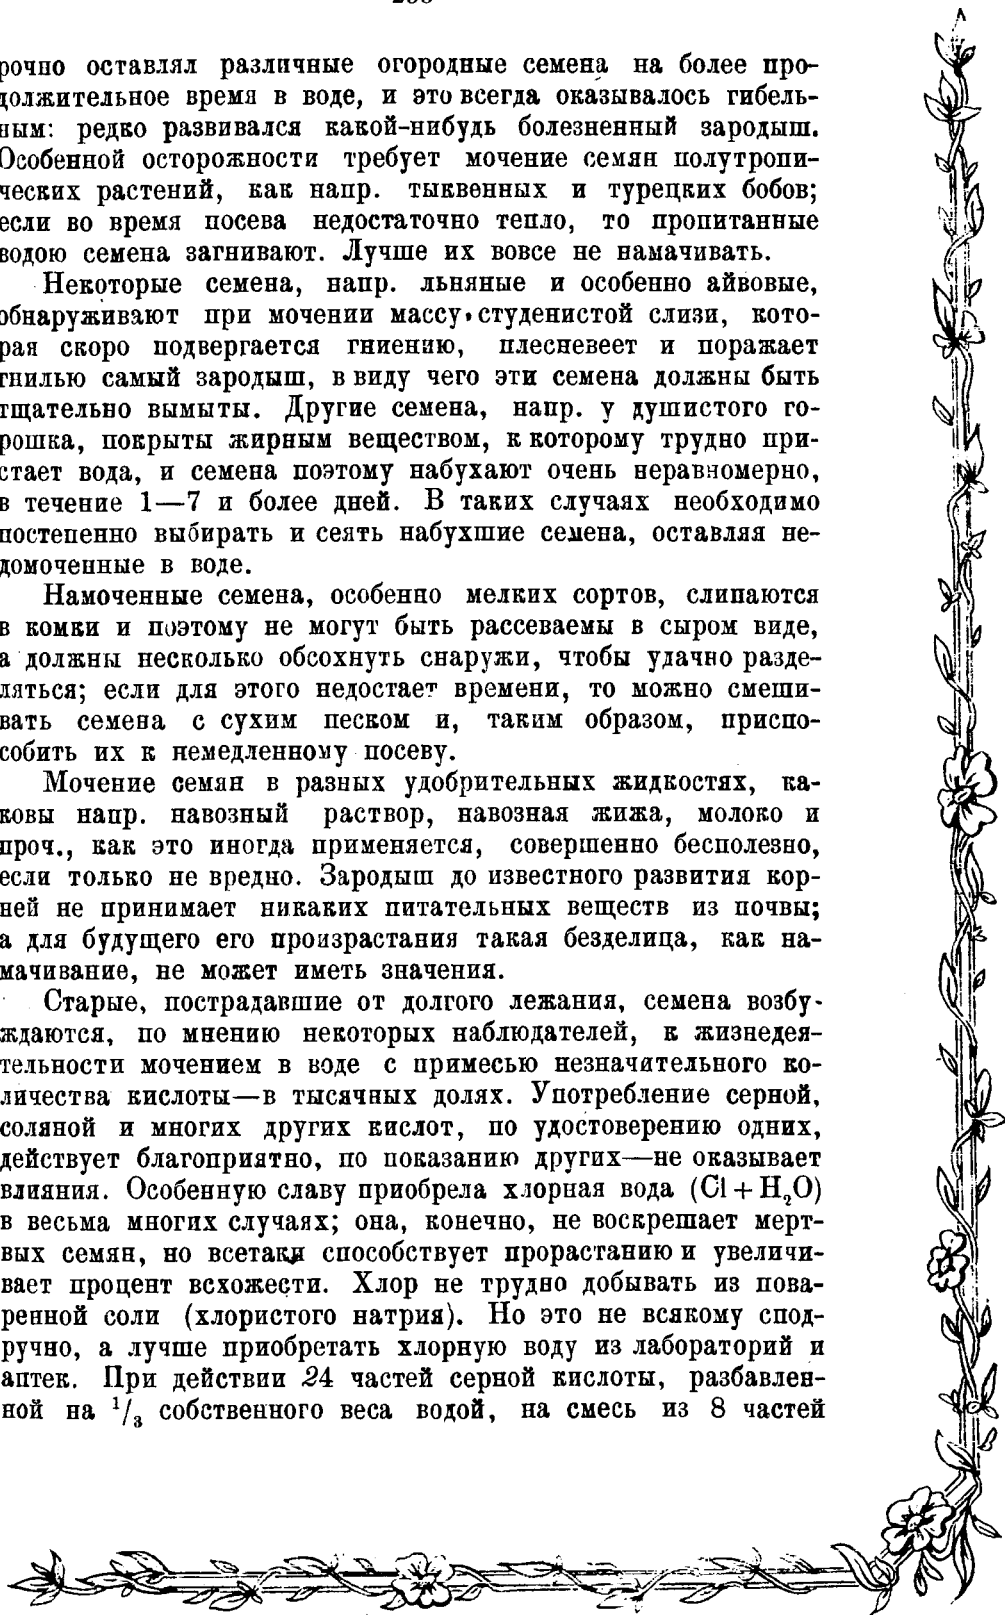 рочно оставлял различные огородные семена на более про-
должительное время в воде, и это всегда оказывалось гибель-
ным: редко развивался какой-нибудь болезненный зародыш.
Особенной осторожности требует мочение семян полутропи-
ческих растений, как напр. тыквенных и турецких бобов;
если во время посева недостаточно тепло, то пропитанные
водою семена загнивают. Лучше их вовсе не намачивать.
Некоторые семена, напр. льняные и особенно айвовые,
обнаруживают при мочении массу студенистой слизи, кото-
рая скоро подвергается гниению, плесневеет и поражает
гнилью самый зародыш, в виду чего эти семена должны быть
тщательно вымыты. Другие семена, напр. у душистого го-
рошка, покрыты жирным веществом, к которому трудно при-
стает вода, и семена поэтому набухают очень неравномерно,
в течение 1—7 и более дней. В таких случаях необходимо
постепенно выбирать и сеять набухшие семена, оставляя не-
домоченные в воде.
Намоченные семена, особенно мелких сортов, слипаются
в комки и поэтому не могут быть рассеваемы в сыром виде,
а должны несколько обсохнуть снаружи, чтобы удачно разде-
ляться; если для этого недостает времени, то можно смеши-
вать семена с сухим песком и, таким образом, приспо-
собить их к немедленному посеву.
Мочение семян в разных удобрительных жидкостях, ка-
ковы напр. навозный раствор, навозная жижа, молоко и
проч., как это иногда применяется, совершенно бесполезно,
если только не вредно. Зародыш до известного развития кор-
ней не принимает никаких питательных веществ из почвы;
а для будущего его произрастания такая безделица, как на-
мачивание, не может иметь значения.
Старые, пострадавшие от долгого лежания, семена возбу-
ждаются, по мнению некоторых наблюдателей, к жизнедея-
тельности мочением в воде с примесью незначительного ко-
личества кислоты—в тысячных долях. Употребление серной,
соляной и многих других кислот, по удостоверению одних,
действует благоприятно, по показанию других—не оказывает
влияния. Особенную славу приобрела хлорная вода (Cl + H₂O)
в весьма многих случаях; она, конечно, не воскрешает мерт-
вых семян, но всетаки способствует прорастанию и увеличи-
вает процент всхожести. Хлор не трудно добывать из пова-
ренной соли (хлористого натрия). Но это не всякому спод-
ручно, а лучше приобретать хлорную воду из лабораторий и
аптек. При действии 24 частей серной кислоты, разбавлен-
ной на ¹/₃ собственного веса водой, на смесь из 8 частей